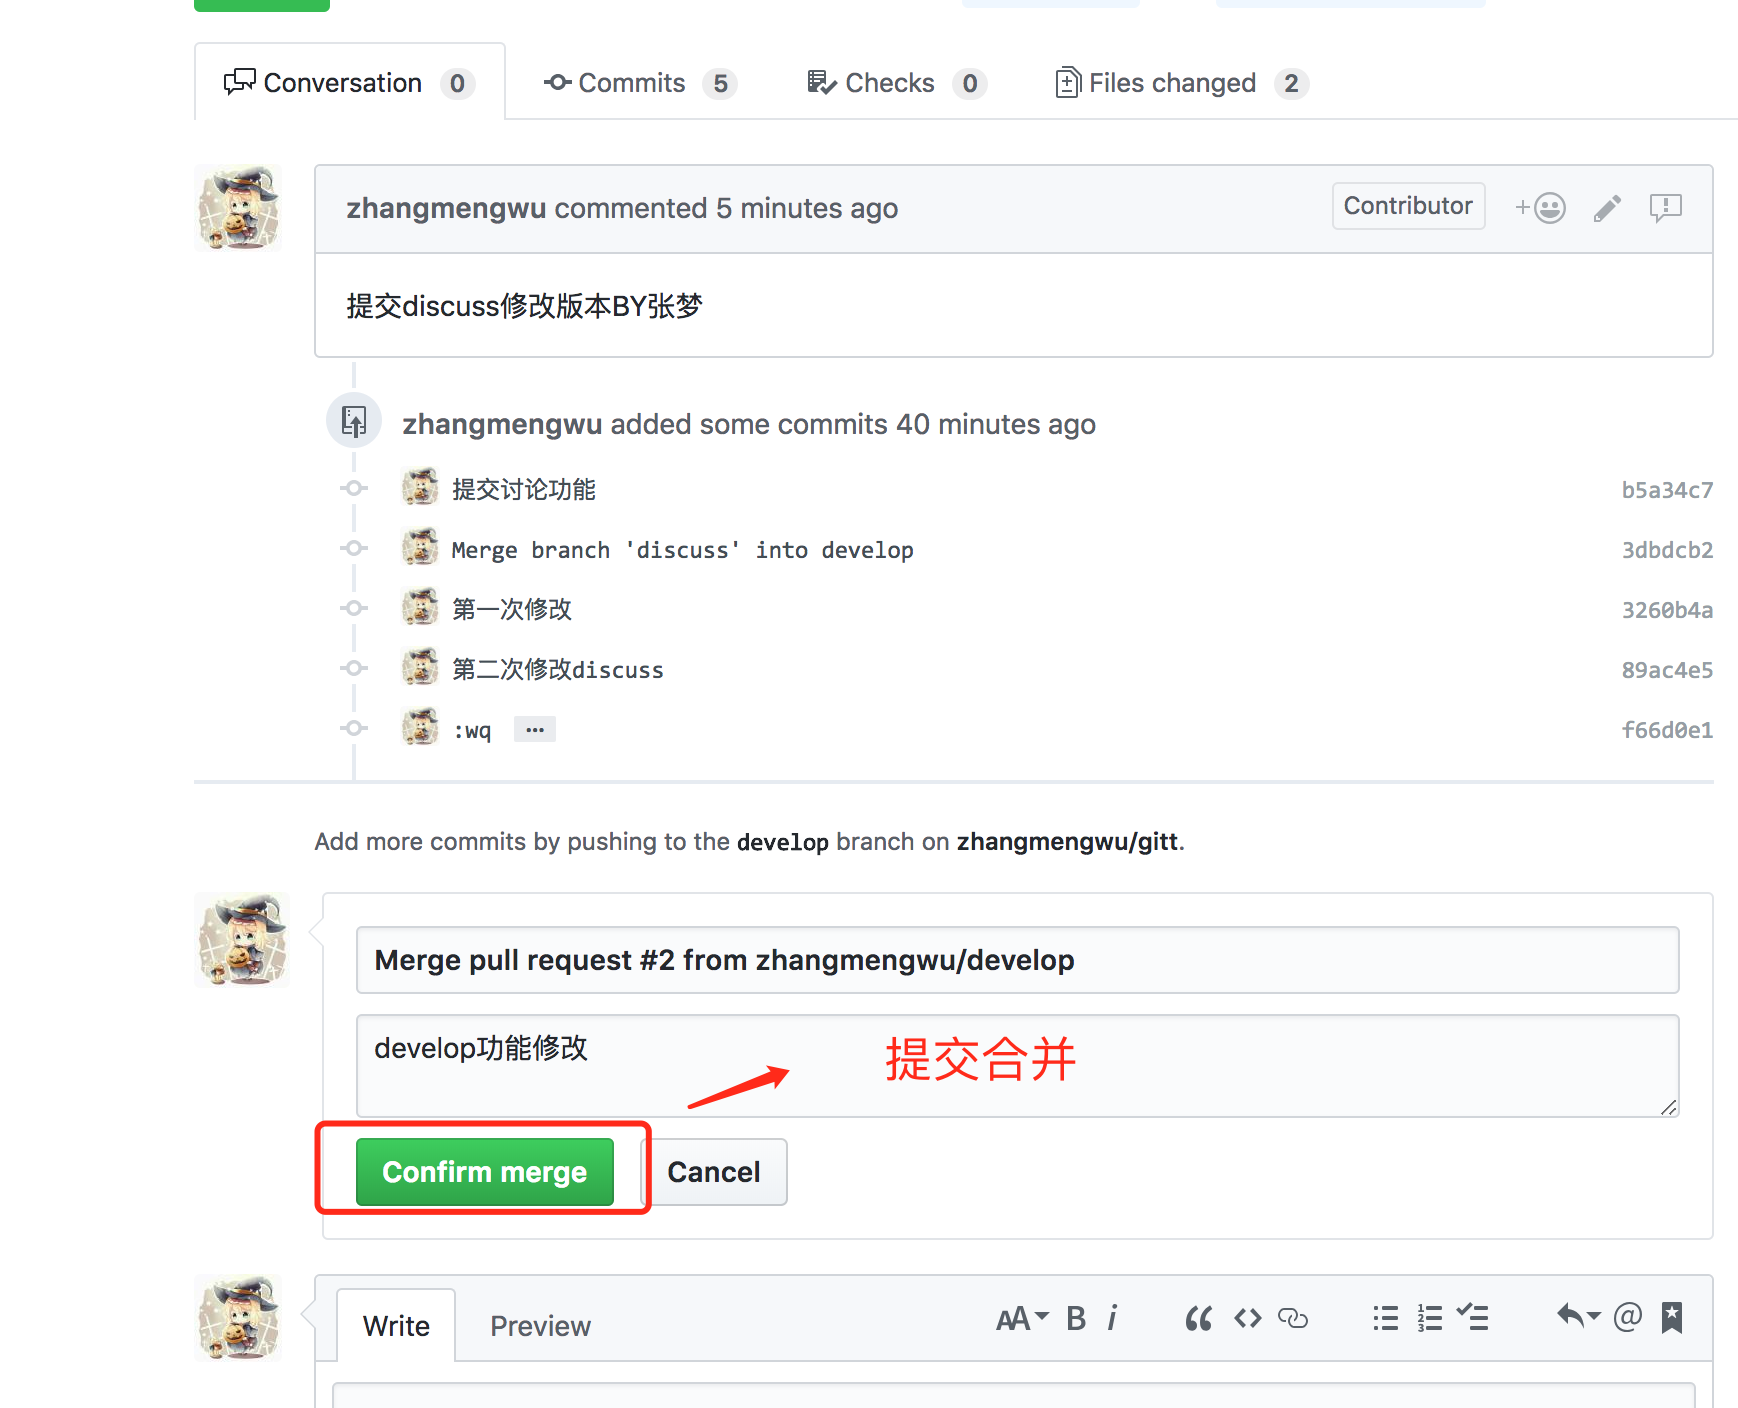 Conversation 0 Commits 5 Checks 0 Files changed 2
zhangmengwu commented 5 minutes ago Contributor
提交discuss修改版本BY张梦
zhangmengwu added some commits 40 minutes ago
提交讨论功能 b5a34c7
Merge branch 'discuss' into develop 3dbdcb2
第一次修改 3260b4a
第二次修改discuss 89ac4e5
:wq ... f66d0e1
Add more commits by pushing to the develop branch on zhangmengwu/gitt.
Merge pull request #2 from zhangmengwu/develop
develop功能修改
提交合并
Confirm merge Cancel
Write Preview